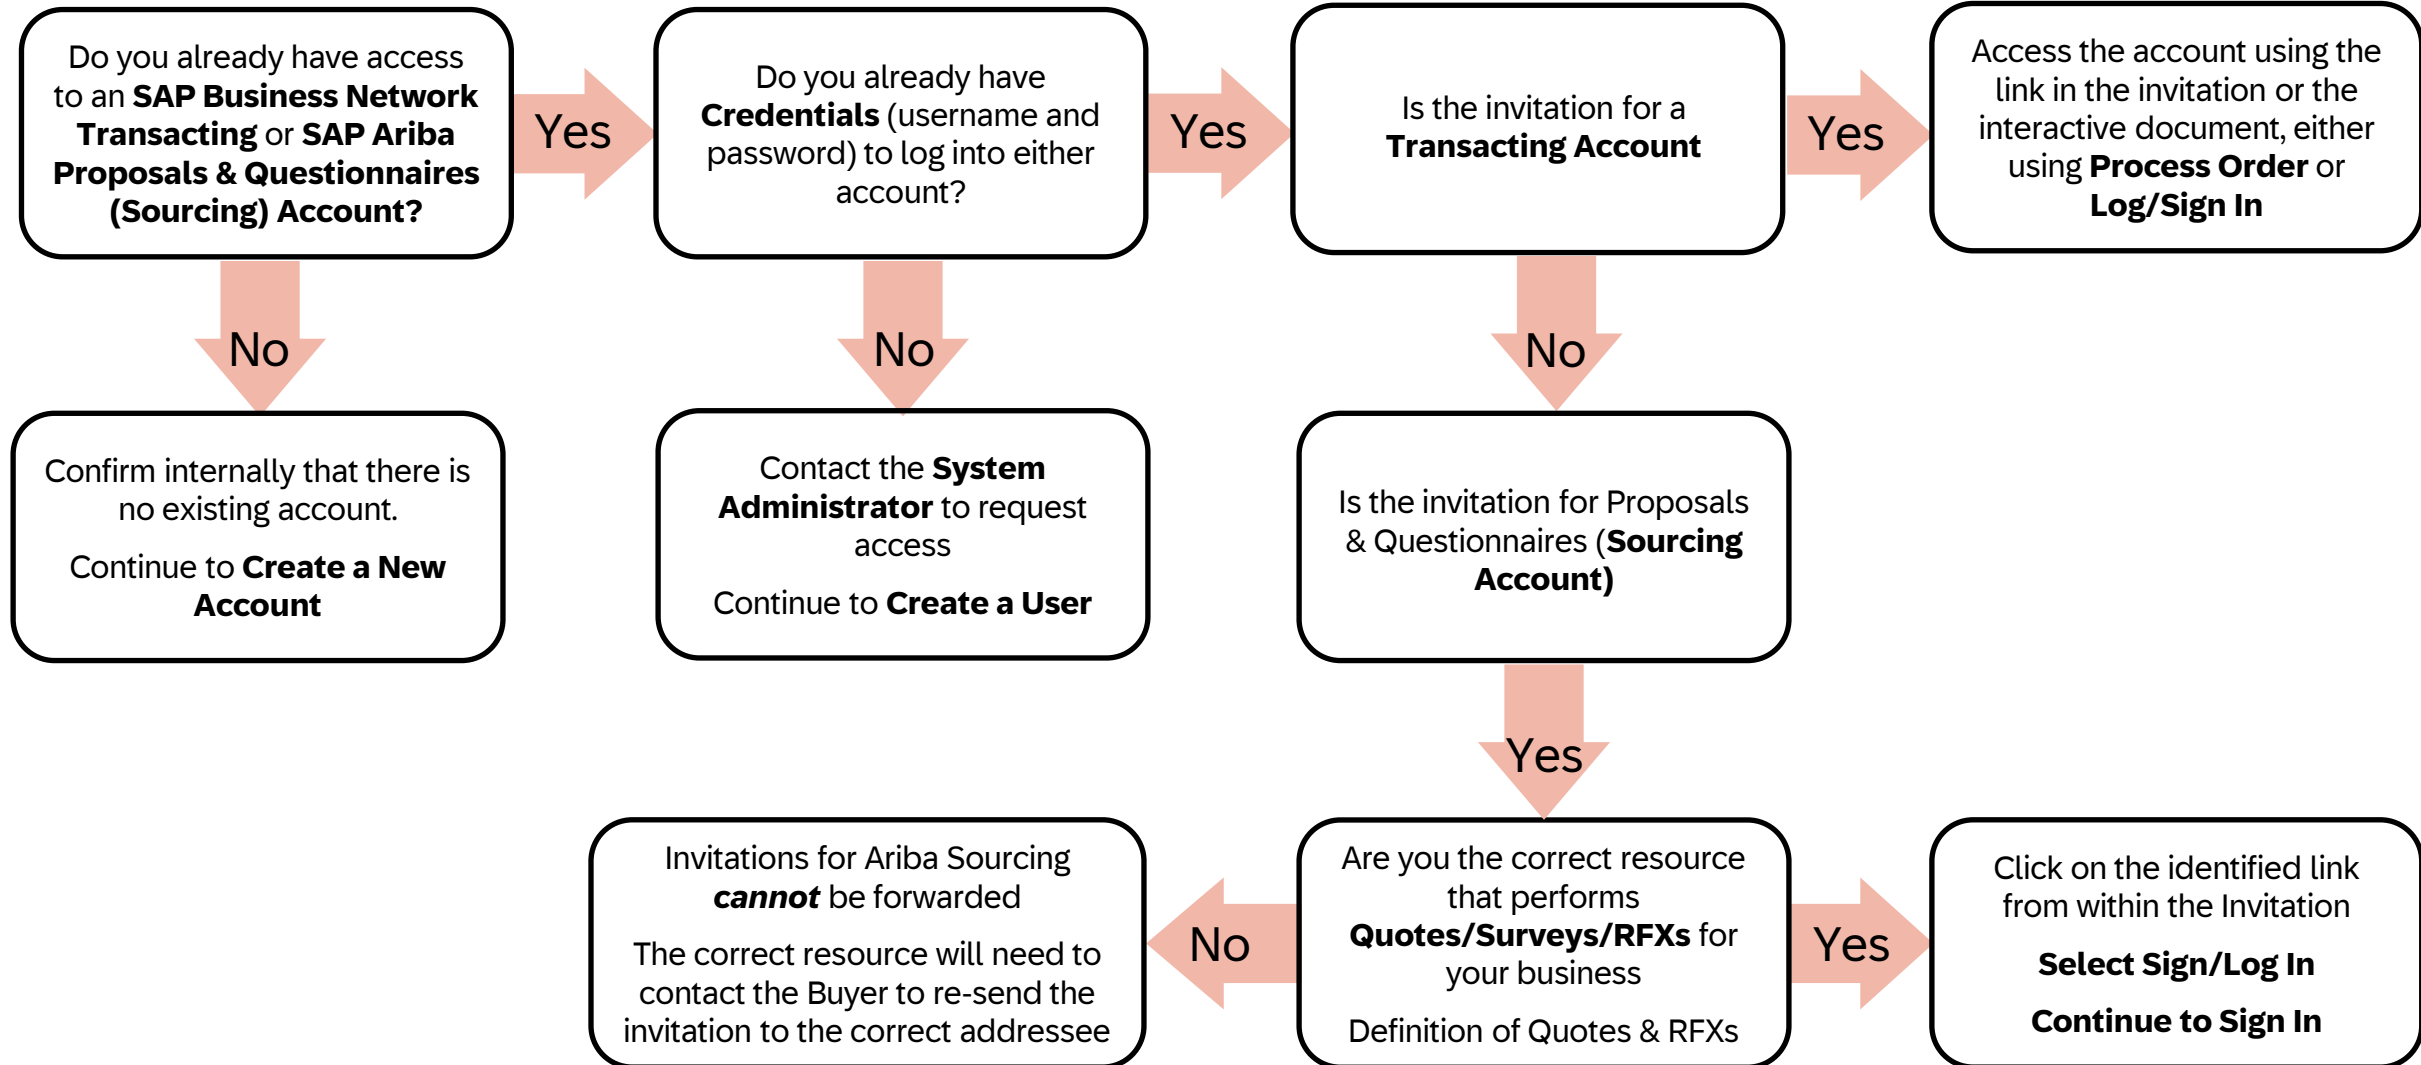 Do you already have access
to an SAP Business Network
Transacting or SAP Ariba
Proposals & Questionnaires
(Sourcing) Account?
Yes
Do you already have
Credentials (username and
password) to log into either
account?
Yes
Is the invitation for a
Transacting Account
Yes
Access the account using the
link in the invitation or the
interactive document, either
using Process Order or
Log/Sign In
No
No
No
Confirm internally that there is
no existing account.
Continue to Create a New
Account
Contact the System
Administrator to request
access
Continue to Create a User
Is the invitation for Proposals
& Questionnaires (Sourcing
Account)
Yes
Invitations for Ariba Sourcing
cannot be forwarded
The correct resource will need to
contact the Buyer to re-send the
invitation to the correct addressee
No
Are you the correct resource
that performs
Quotes/Surveys/RFXs for
your business
Definition of Quotes & RFXs
Yes
Click on the identified link
from within the Invitation
Select Sign/Log In
Continue to Sign In